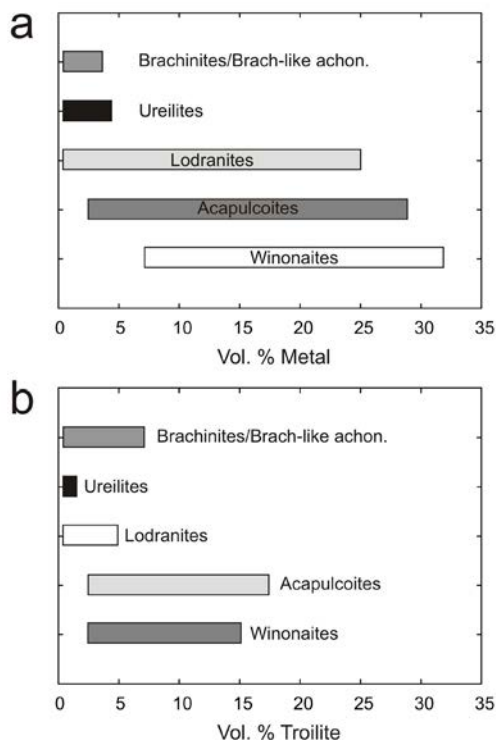 a
Brachinites/Brach-like achon.
Ureilites
Lodranites
Acapulcoites
Winonaites
0 5 10 15 20 25 30 35
Vol. % Metal
b
Brachinites/Brach-like achon.
Ureilites
Lodranites
Acapulcoites
Winonaites
0 5 10 15 20 25 30 35
Vol. % Troilite